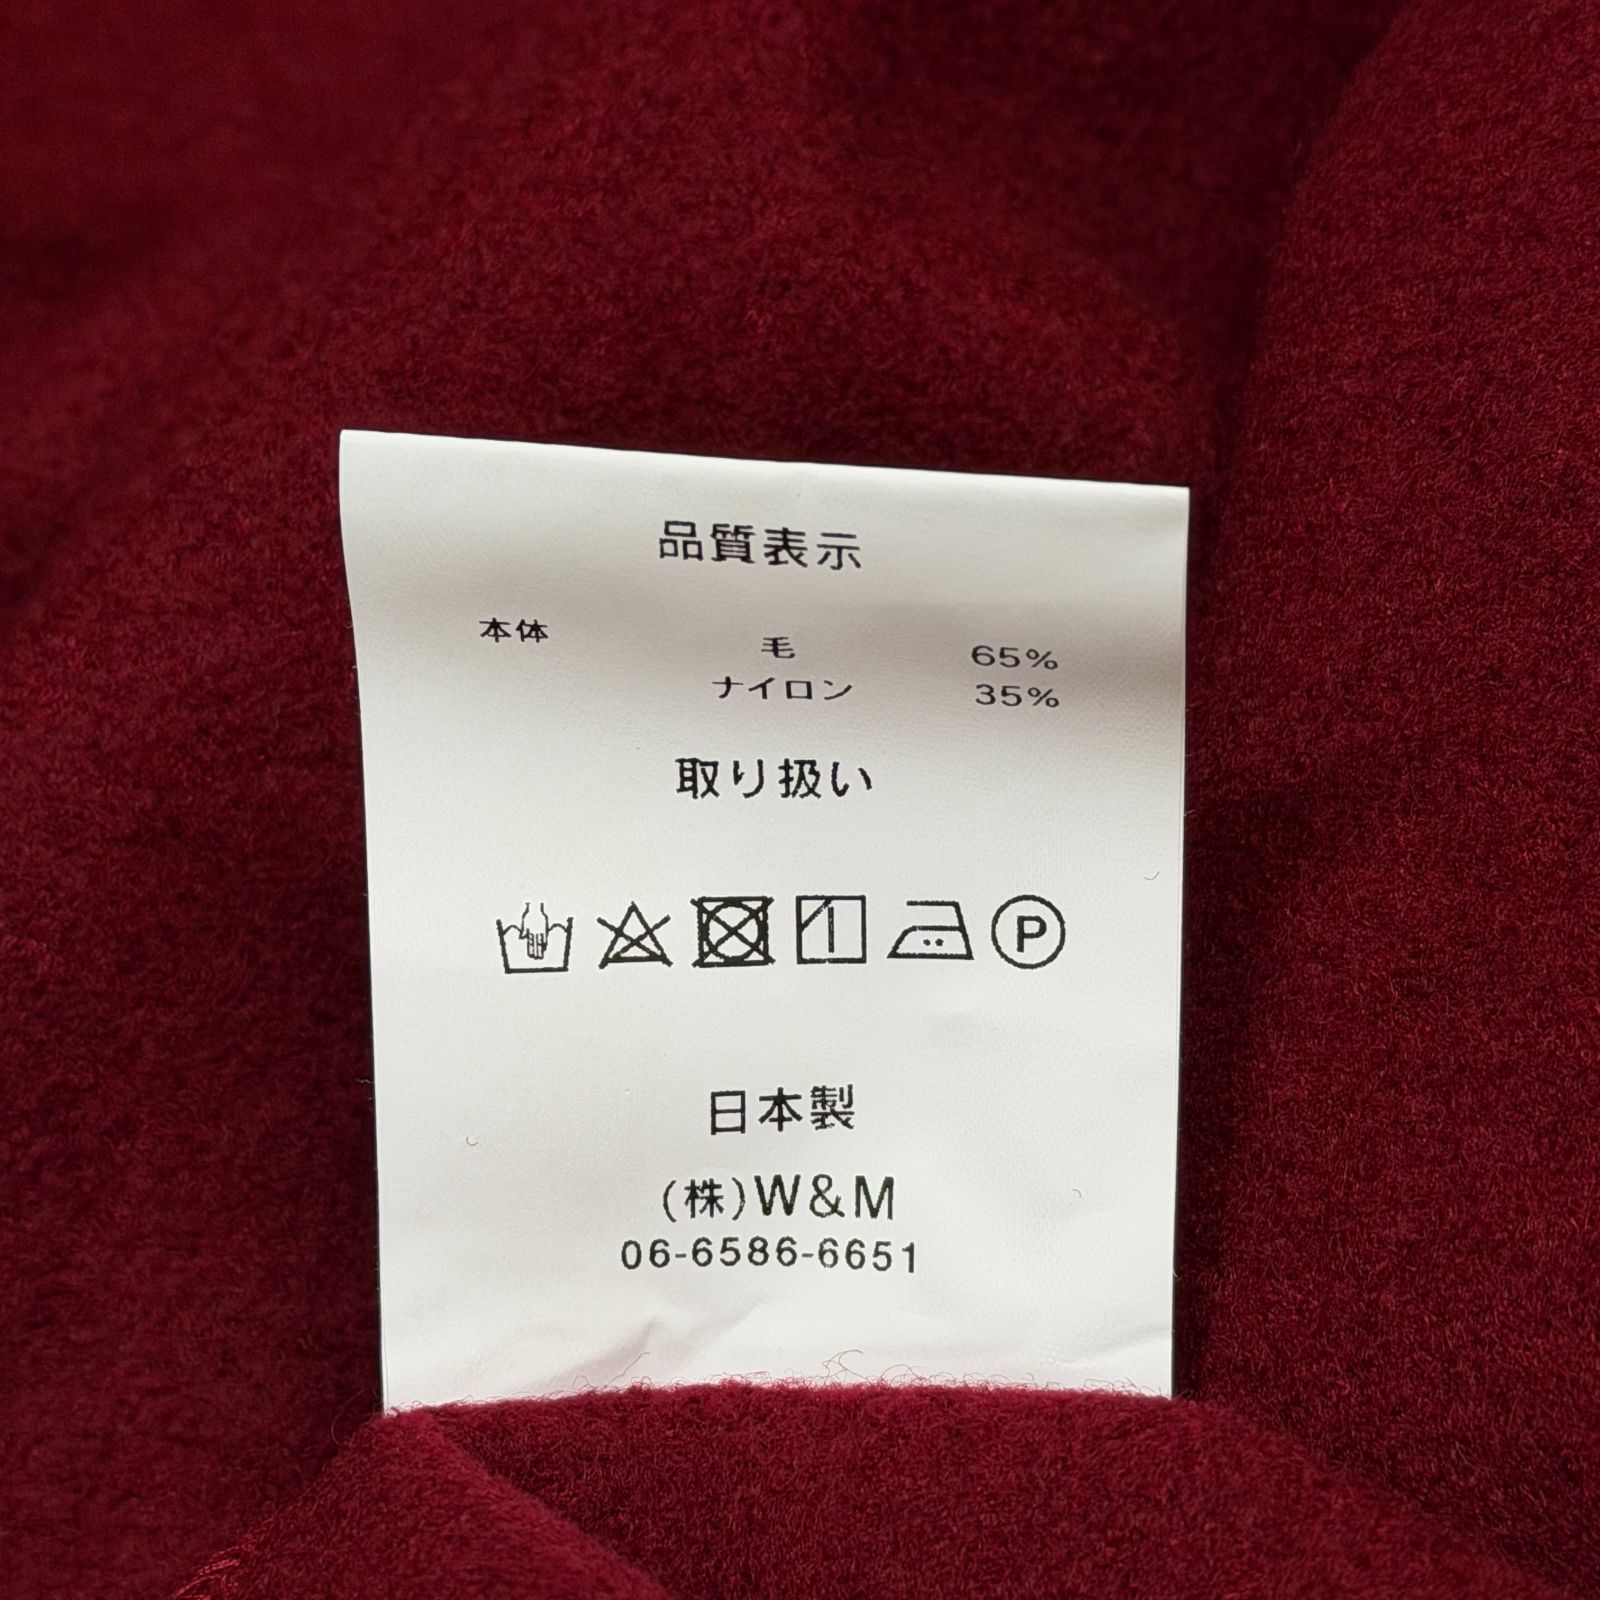 品質表示
本体 毛 65%
ナイロン 35%
取り扱い
P
日本製
(株)W&M
06-6586-6651